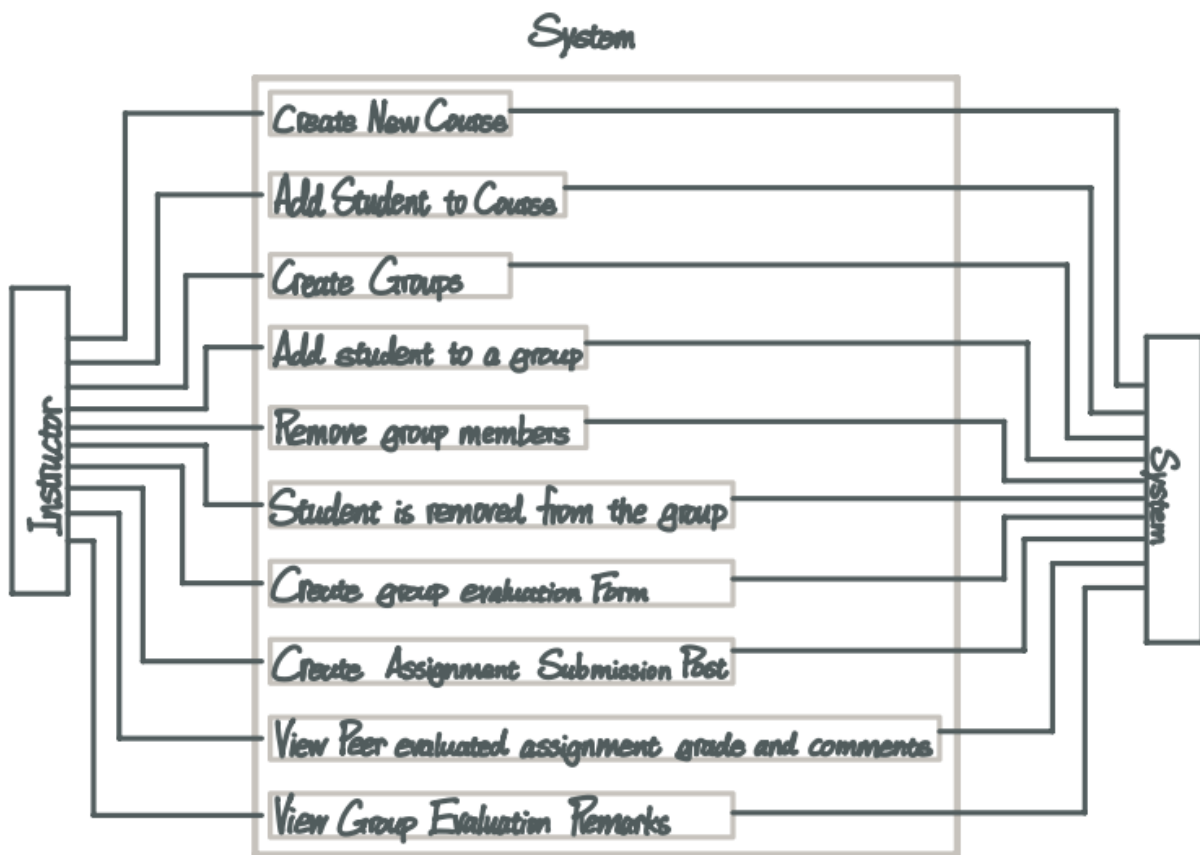 System
Create New Course
Add Student to Course
Create Groups
Add student to a group
Remove group members
Student is removed from the group
Create group evaluation Form
Create Assignment Submission Post
View Peer evaluated assignment grade and comments
View Group Evaluation Remarks
Instructor
System